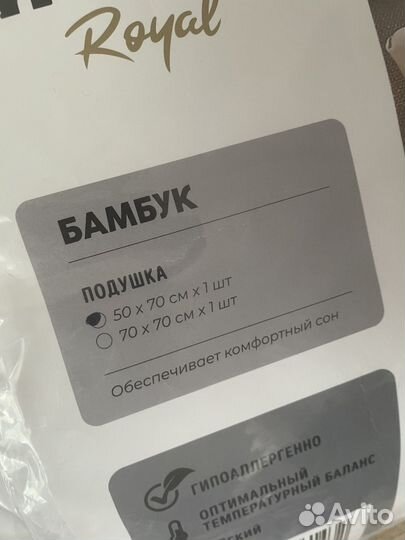 Royal
БАМБУК
ПОДУШКА
50 х 70 см х 1 шт
70 х 70 см х 1 шт
Обеспечивает комфортный сон
ГИПОАЛЛЕРГЕННО
ОПТИМАЛЬНЫЙ
ТЕМПЕРАТУРНЫЙ БАЛАНС
Avito